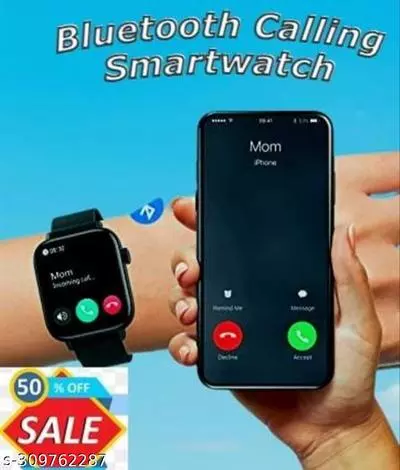 Bluetooth Calling
Smartwatch
09:41
Mom
iPhone
08:30
Mom
Incoming call...
Remind Me
Message
Decline
Accept
50 % OFF
SALE
s-309762287